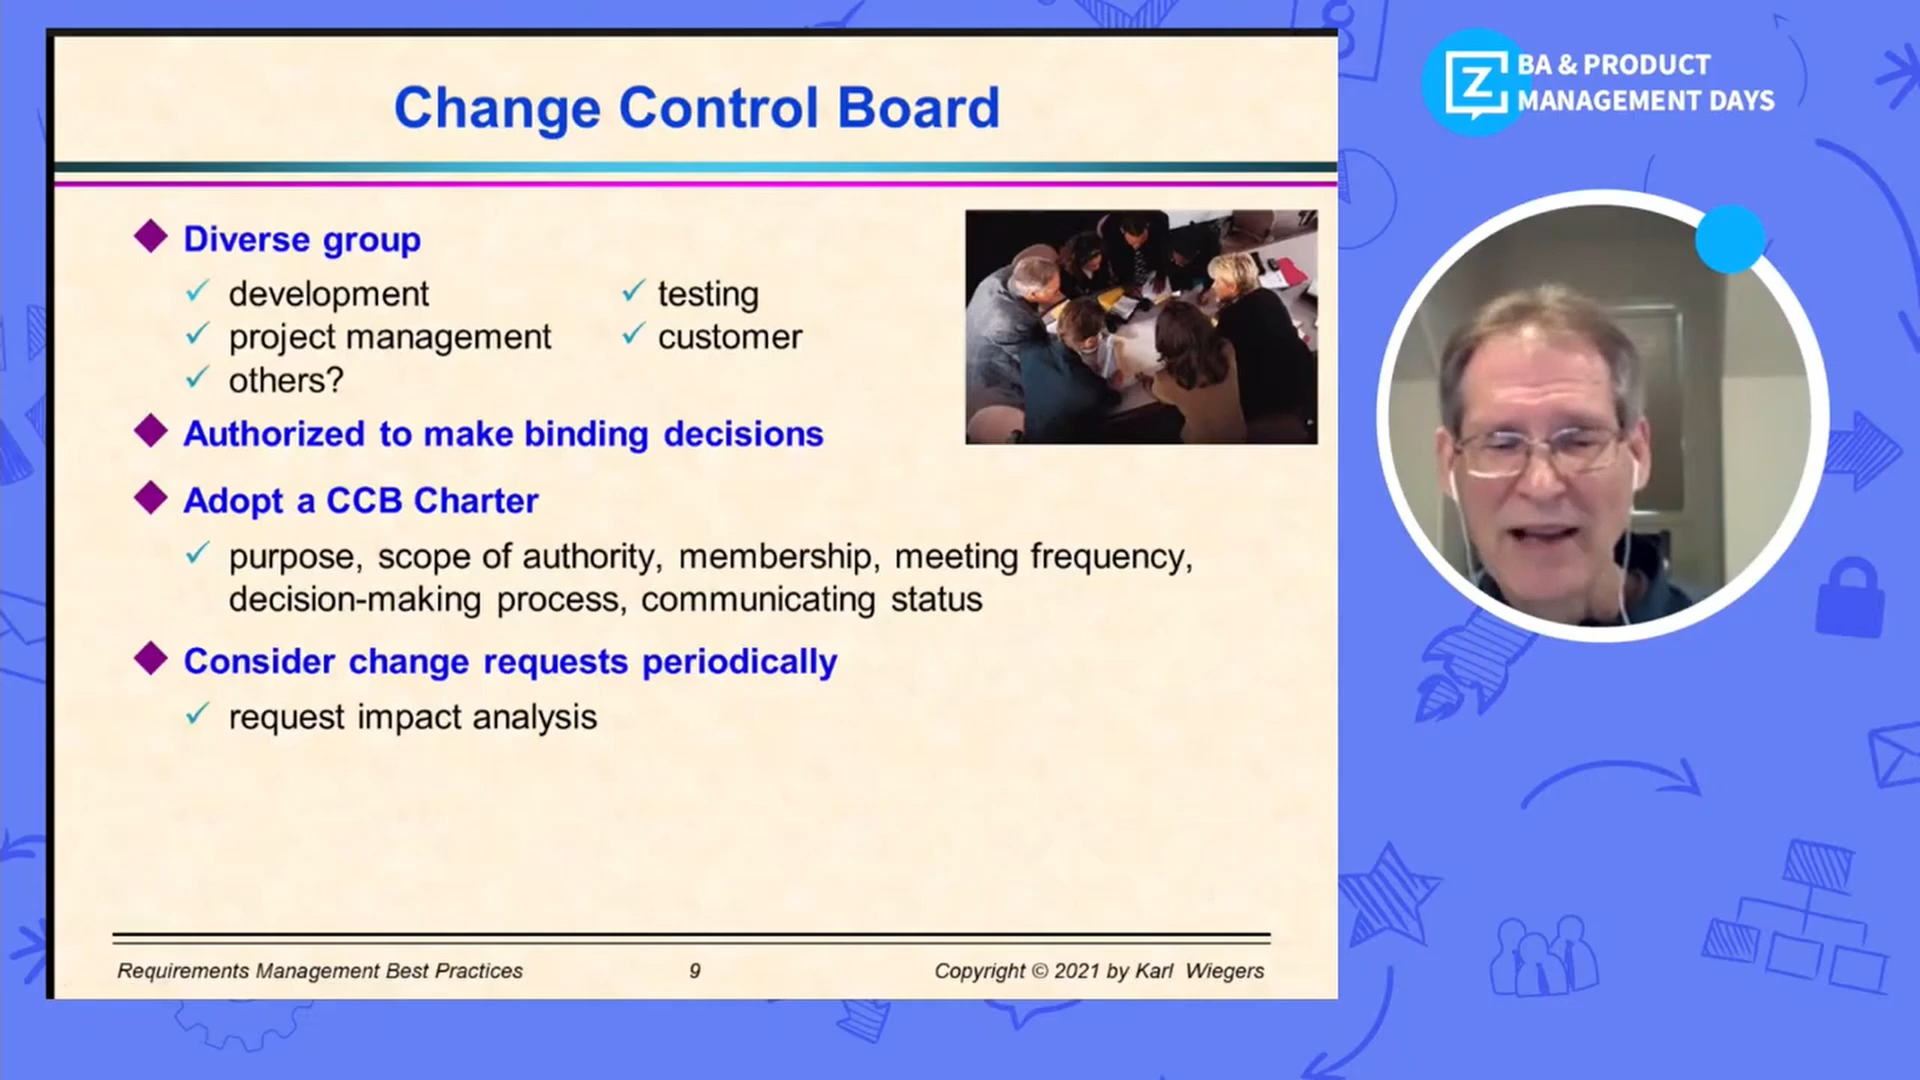 Change Control Board
Diverse group
development
testing
project management
customer
others?
Authorized to make binding decisions
Adopt a CCB Charter
purpose, scope of authority, membership, meeting frequency,
decision-making process, communicating status
Consider change requests periodically
request impact analysis
Requirements Management Best Practices
9
Copyright © 2021 by Karl Wiegers
Z
BA & PRODUCT
MANAGEMENT DAYS